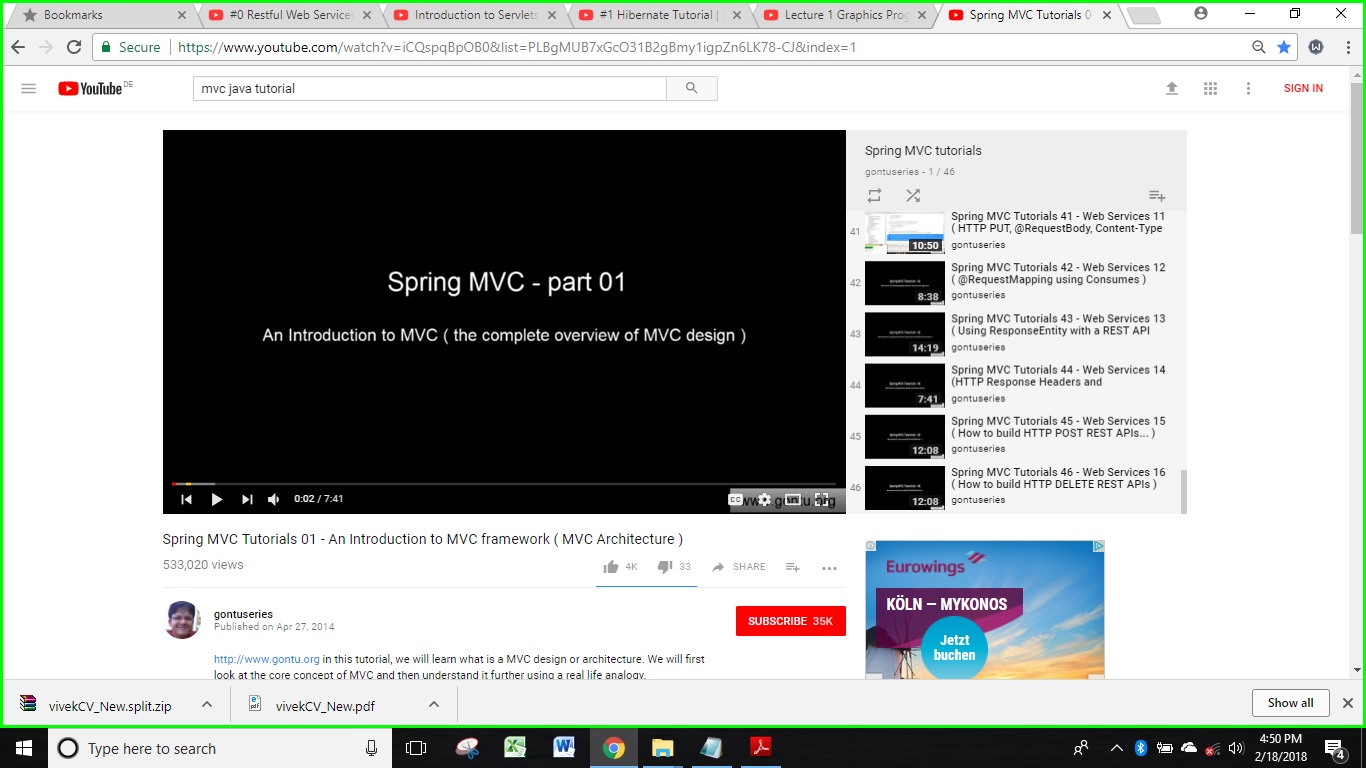 Bookmarks
#0 Restful Web Services
Introduction to Servlets
#1 Hibernate Tutorial |
Lecture 1 Graphics Prog
Spring MVC Tutorials 0
Secure
https://www.youtube.com/watch?v=iCQspqBpOB0&list=PLBgMUB7xGcO31B2gBmy1igpZn6LK78-CJ&index=1
YouTube DE
mvc java tutorial
SIGN IN
Spring MVC - part 01
An Introduction to MVC ( the complete overview of MVC design )
0:02 / 7:41
www.gontu.org
Spring MVC tutorials
gontuseries - 1 / 46
41
10:50
Spring MVC Tutorials 41 - Web Services 11
( HTTP PUT, @RequestBody, Content-Type
gontuseries
42
8:38
Spring MVC Tutorials 42 - Web Services 12
( @RequestMapping using Consumes )
gontuseries
43
14:19
Spring MVC Tutorials 43 - Web Services 13
( Using ResponseEntity with a REST API
gontuseries
44
7:41
Spring MVC Tutorials 44 - Web Services 14
(HTTP Response Headers and
gontuseries
45
12:08
Spring MVC Tutorials 45 - Web Services 15
( How to build HTTP POST REST APIs... )
gontuseries
46
12:08
Spring MVC Tutorials 46 - Web Services 16
( How to build HTTP DELETE REST APIs )
gontuseries
Spring MVC Tutorials 01 - An Introduction to MVC framework ( MVC Architecture )
533,020 views
4K
33
SHARE
gontuseries
Published on Apr 27, 2014
SUBSCRIBE 35K
http://www.gontu.org in this tutorial, we will learn what is a MVC design or architecture. We will first
look at the core concept of MVC and then understand it further using a real life analogy.
Eurowings
KÖLN — MYKONOS
Jetzt
buchen
vivekCV_New.split.zip
vivekCV_New.pdf
Show all
Type here to search
4:50 PM
2/18/2018
4